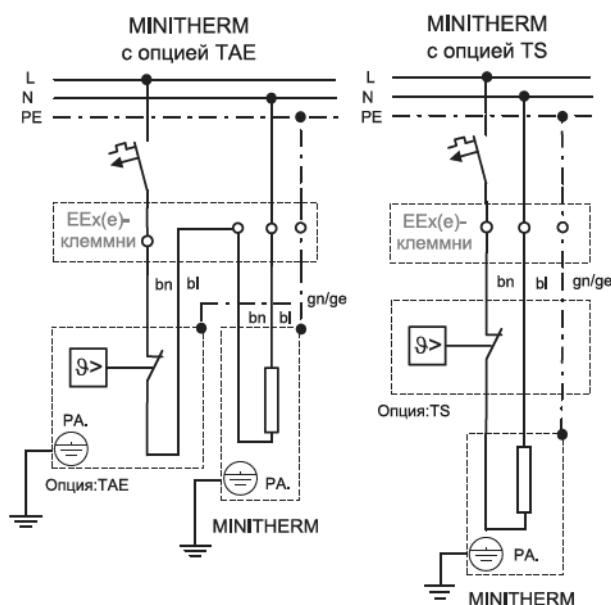 MINITHERM
с опцией TAE
L
N
PE
EEx(e)-
клеммни
bn
bl
gn/ge
bn
bl
ϑ>
PA.
Опция:TAE
PA.
MINITHERM
MINITHERM
с опцией TS
L
N
PE
EEx(e)-
клеммни
bn
bl
gn/ge
ϑ>
Опция:TS
PA.
MINITHERM